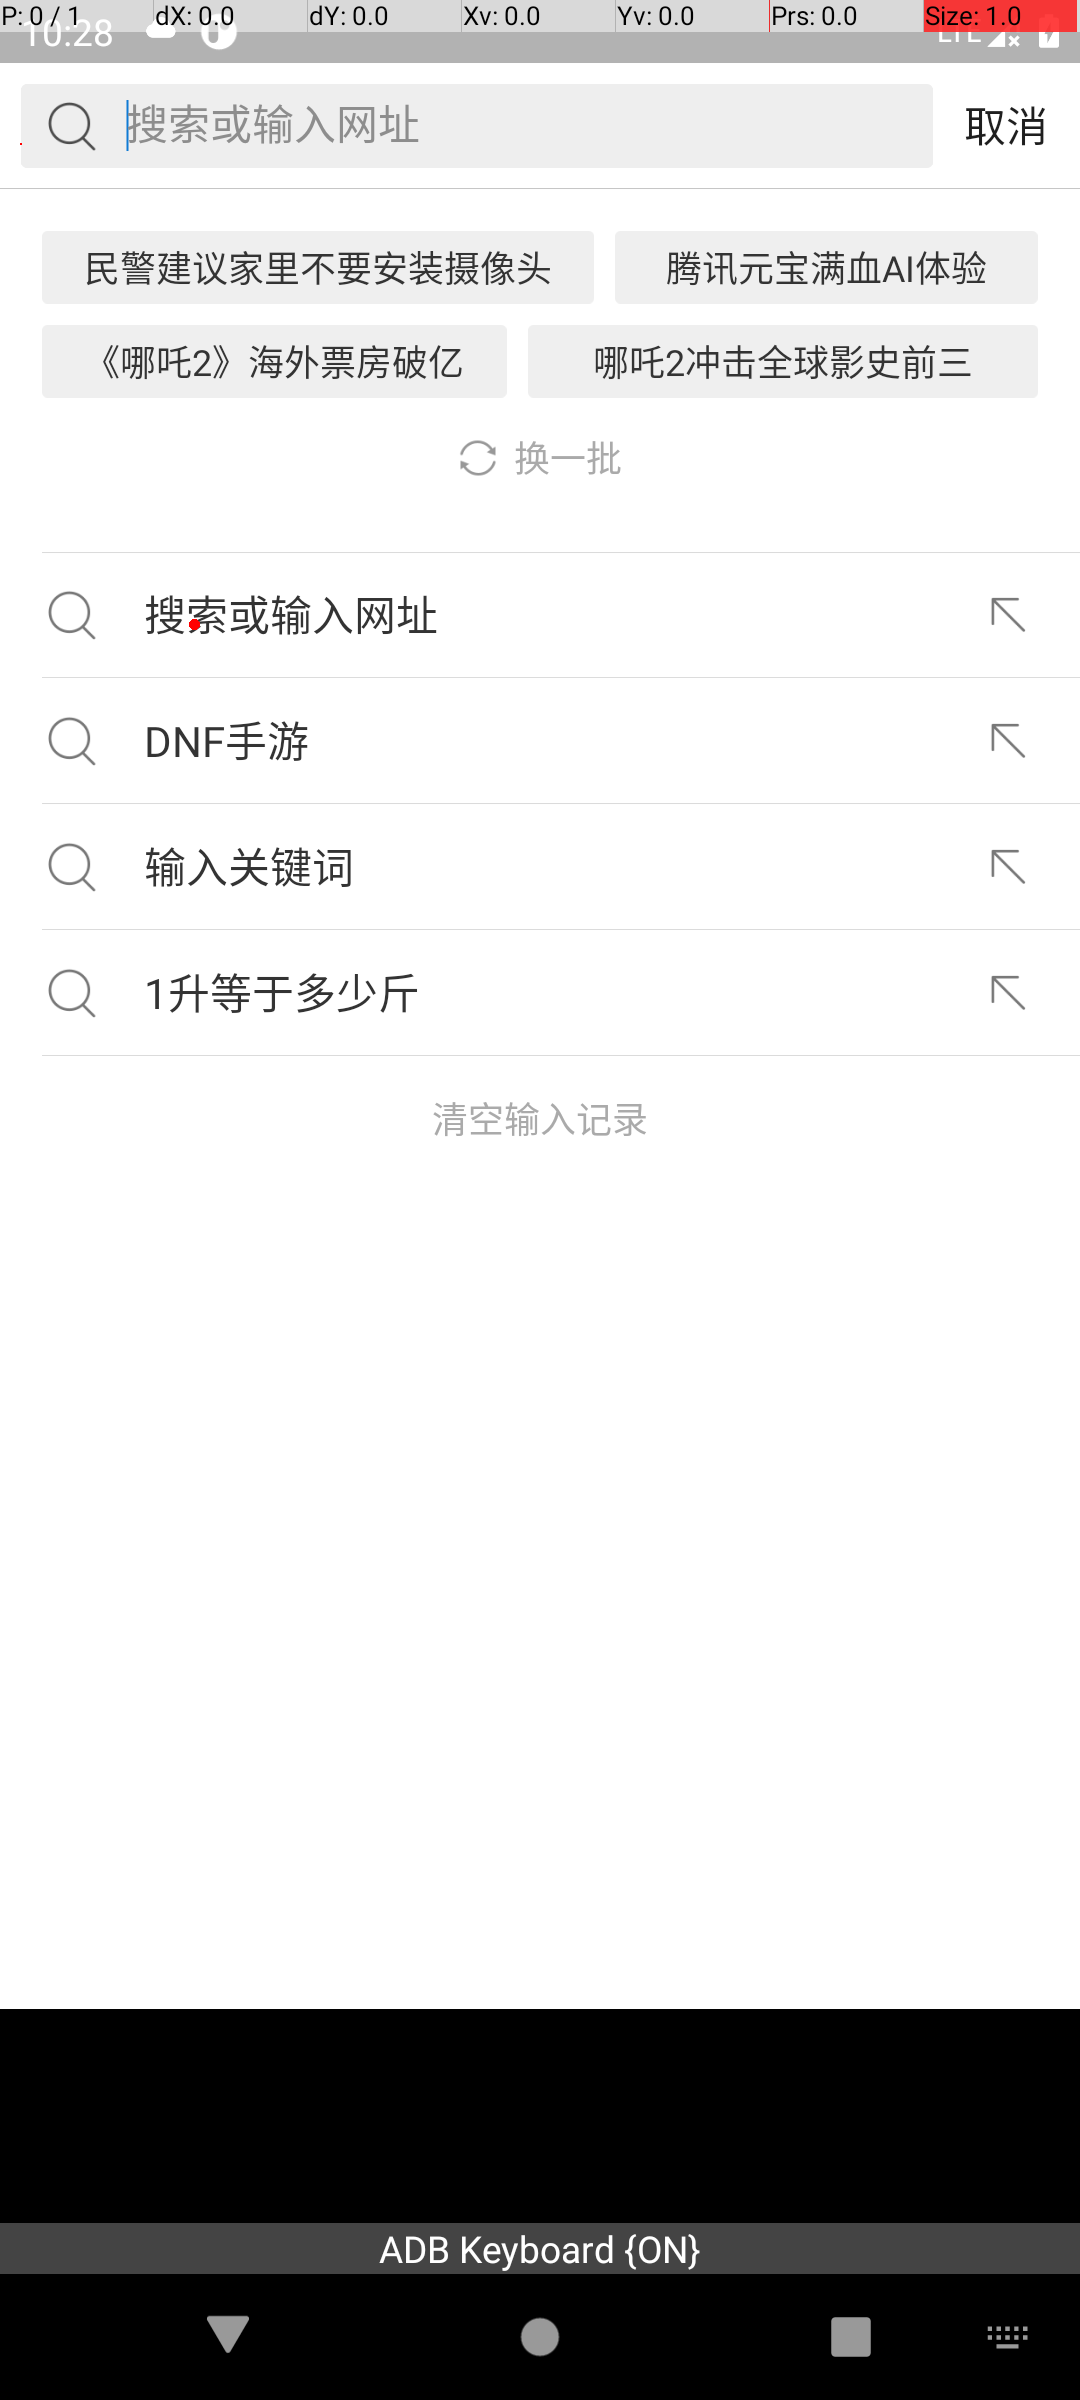 P: 0 / 1 dX: 0.0 dY: 0.0 Xv: 0.0 Yv: 0.0 Prs: 0.0 Size: 1.0
10:28 LTE
搜索或输入网址 取消
民警建议家里不要安装摄像头 腾讯元宝满血AI体验
《哪吒2》海外票房破亿 哪吒2冲击全球影史前三
换一批
搜索或输入网址
DNF手游
输入关键词
1升等于多少斤
清空输入记录
ADB Keyboard {ON}